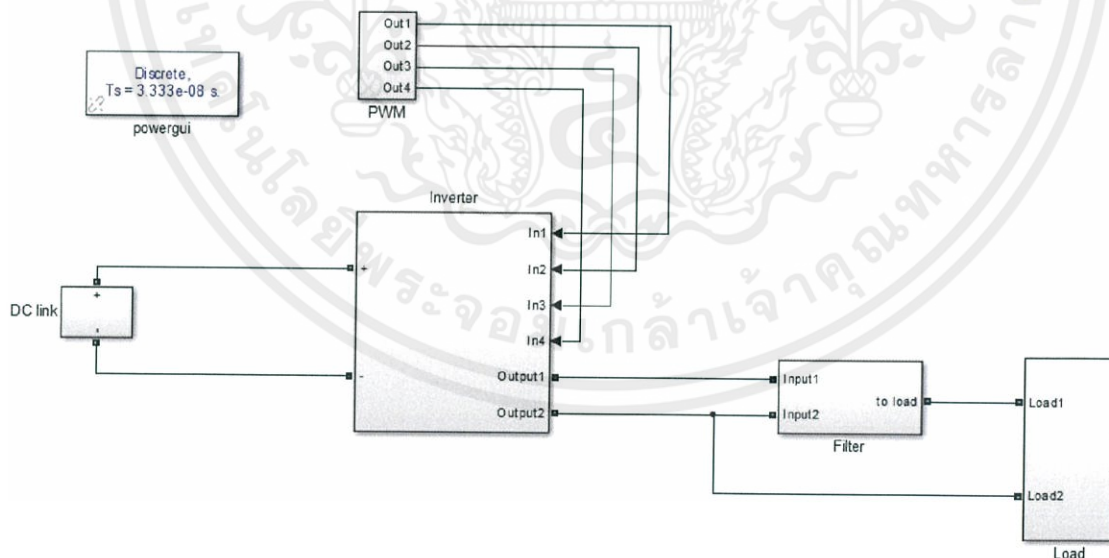 Out1
Out2
Out3
Out4
PWM
Discrete,
Ts = 3.333e-08 s.
powergui
Inverter
In1
In2
In3
In4
Output1
Output2
+
-
DC link
+
-
Input1
Input2
to load
Filter
Load1
Load2
Load